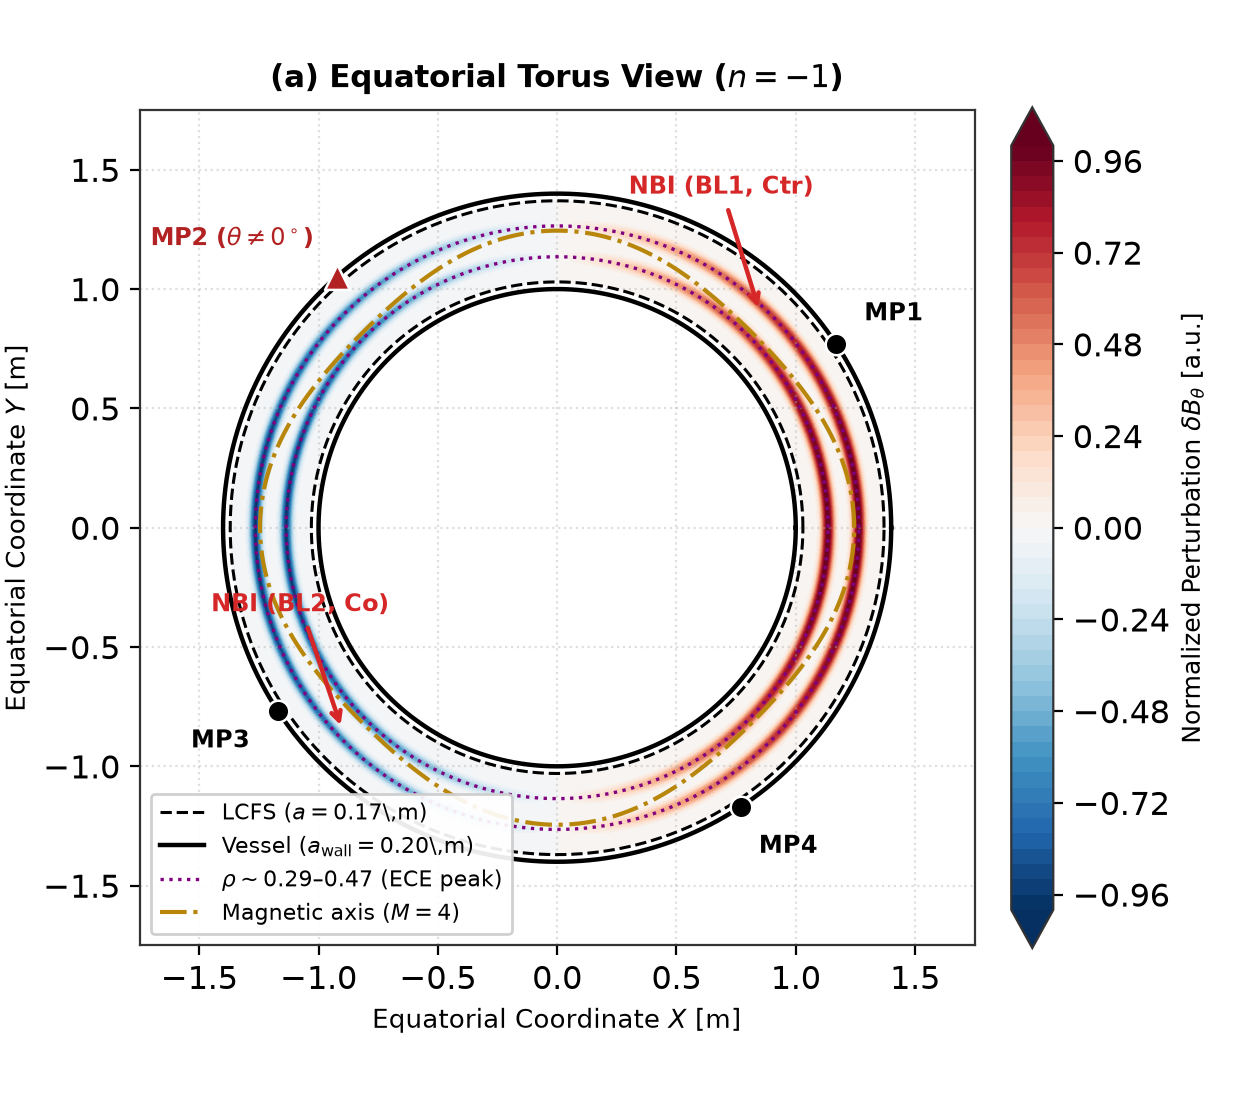 (a) Equatorial Torus View (n = −1)
NBI (BL1, Ctr)
MP2 (θ ≠ 0°)
MP1
NBI (BL2, Co)
MP3
MP4
LCFS (a = 0.17\,m)
Vessel (a_wall = 0.20\,m)
ρ ~ 0.29–0.47 (ECE peak)
Magnetic axis (M = 4)
1.5
1.0
0.5
0.0
−0.5
−1.0
−1.5
Equatorial Coordinate Y [m]
−1.5 −1.0 −0.5 0.0 0.5 1.0 1.5
Equatorial Coordinate X [m]
0.96
0.72
0.48
0.24
0.00
−0.24
−0.48
−0.72
−0.96
Normalized Perturbation δB_θ [a.u.]